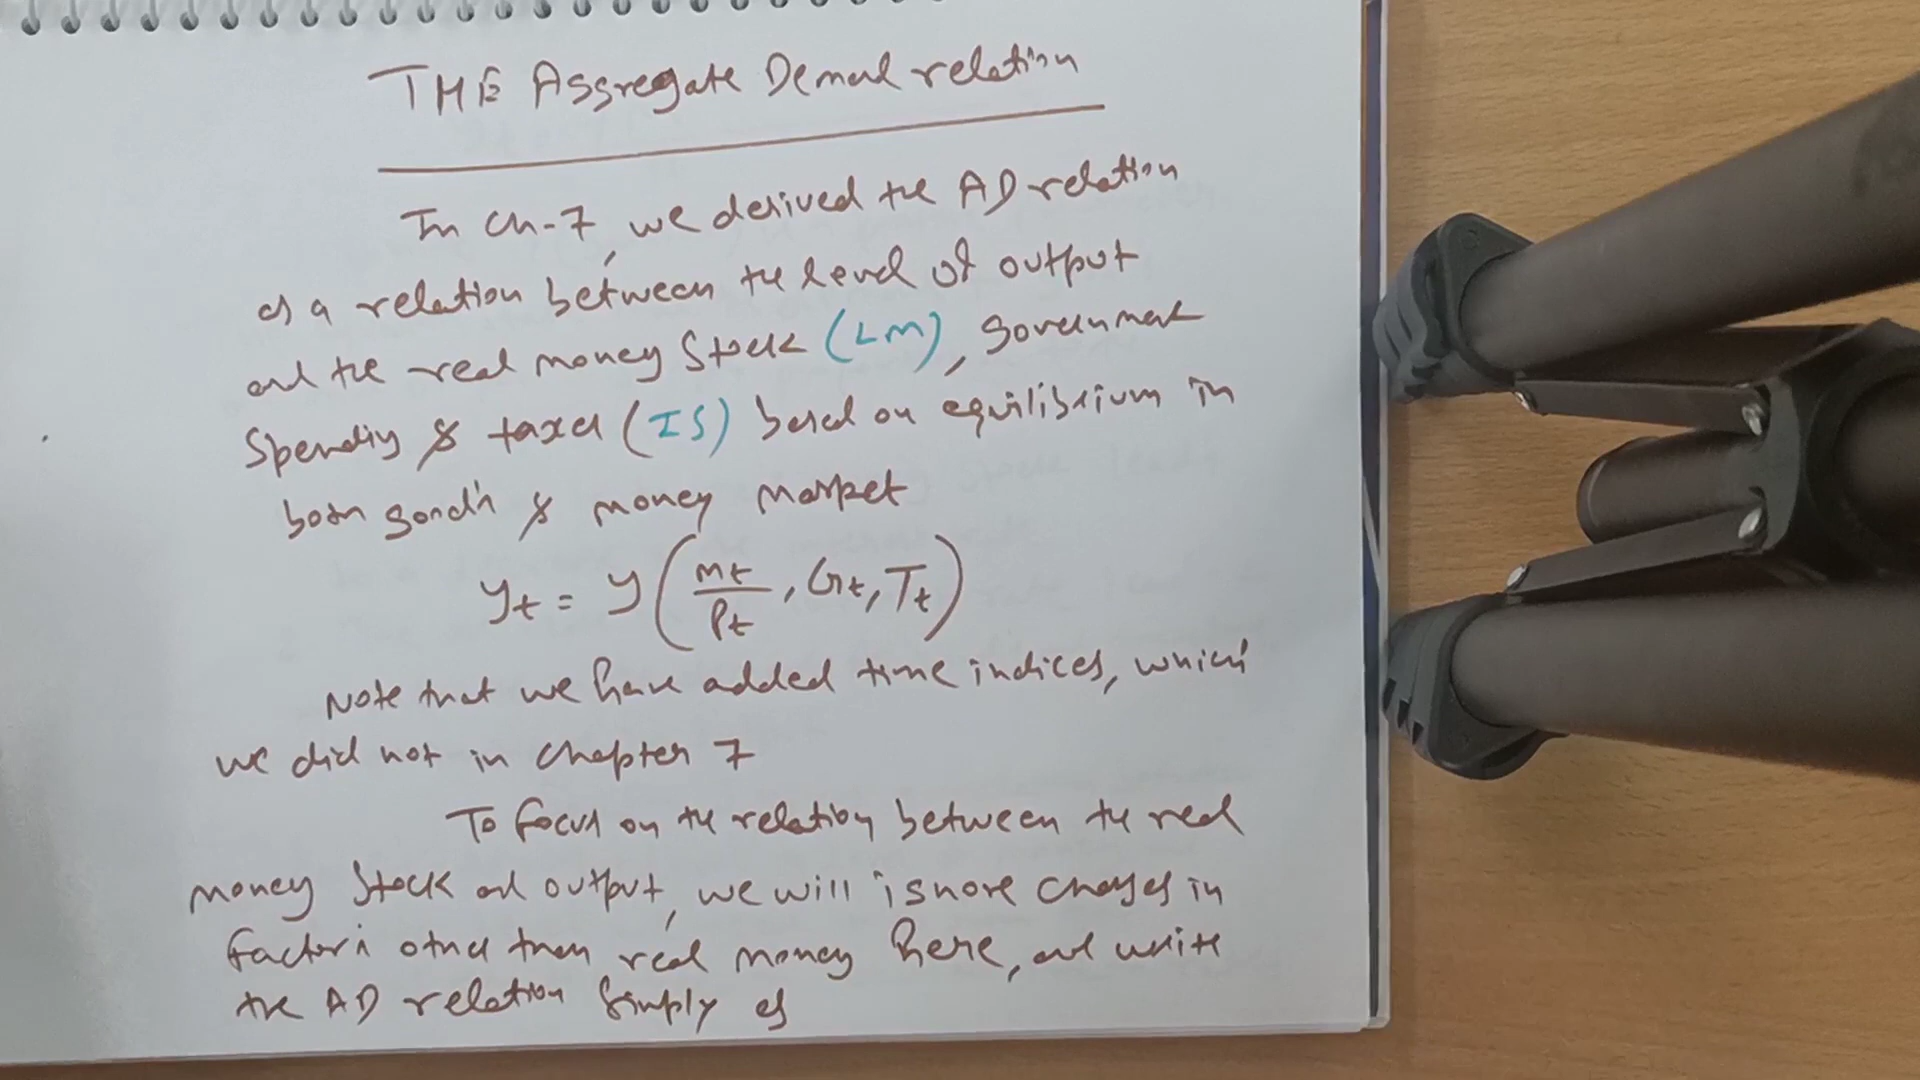 THE Aggregate Demand relation
In Ch-7, we derived the AD relation
as a relation between the level of output
and the real money Stock (LM), government
Spending & taxes (IS) based on equilibrium in
both goods & money market
Yt = Y(Mt/Pt, Gt, Tt)
Note that we have added time indices, which
we did not in chapter 7
To focus on the relation between the real
money Stock and output, we will ignore changes in
factors other than real money here, and write
the AD relation Simply as